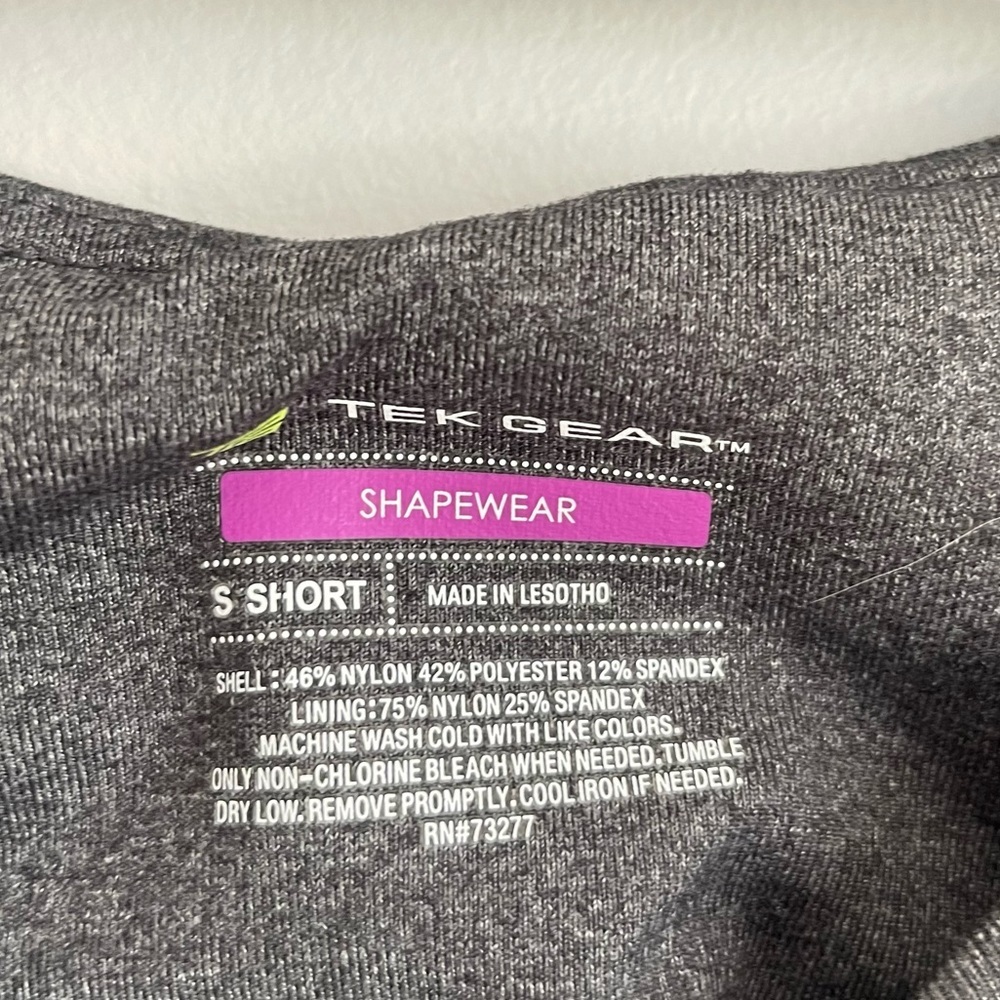 TEK GEAR™
SHAPEWEAR
S SHORT
MADE IN LESOTHO
SHELL:46% NYLON 42% POLYESTER 12% SPANDEX
LINING:75% NYLON 25% SPANDEX
MACHINE WASH COLD WITH LIKE COLORS.
ONLY NON-CHLORINE BLEACH WHEN NEEDED.TUMBLE
DRY LOW. REMOVE PROMPTLY.COOL IRON IF NEEDED.
RN#73277